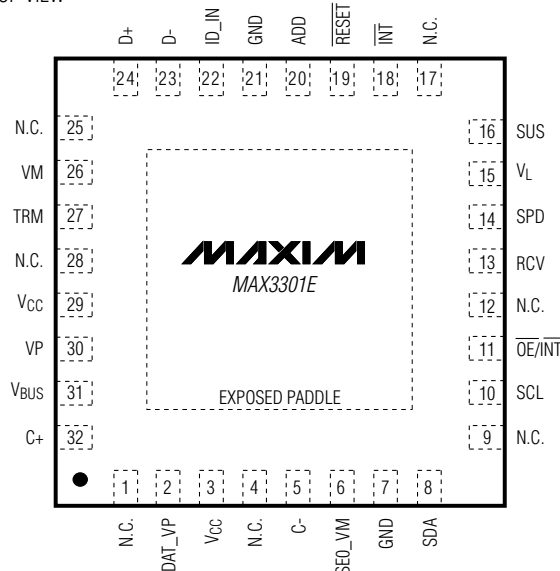 D+ D- ID_IN GND ADD RESET INT N.C.
24 23 22 21 20 19 18 17
N.C. 25 16 SUS
VM 26 15 VL
TRM 27 14 SPD
N.C. 28 13 RCV
VCC 29 12 N.C.
VP 30 11 OE/INT
VBUS 31 10 SCL
C+ 32 9 N.C.
MAXIM
MAX3301E
EXPOSED PADDLE
1 2 3 4 5 6 7 8
N.C. DAT_VP VCC N.C. C- SE0_VM GND SDA